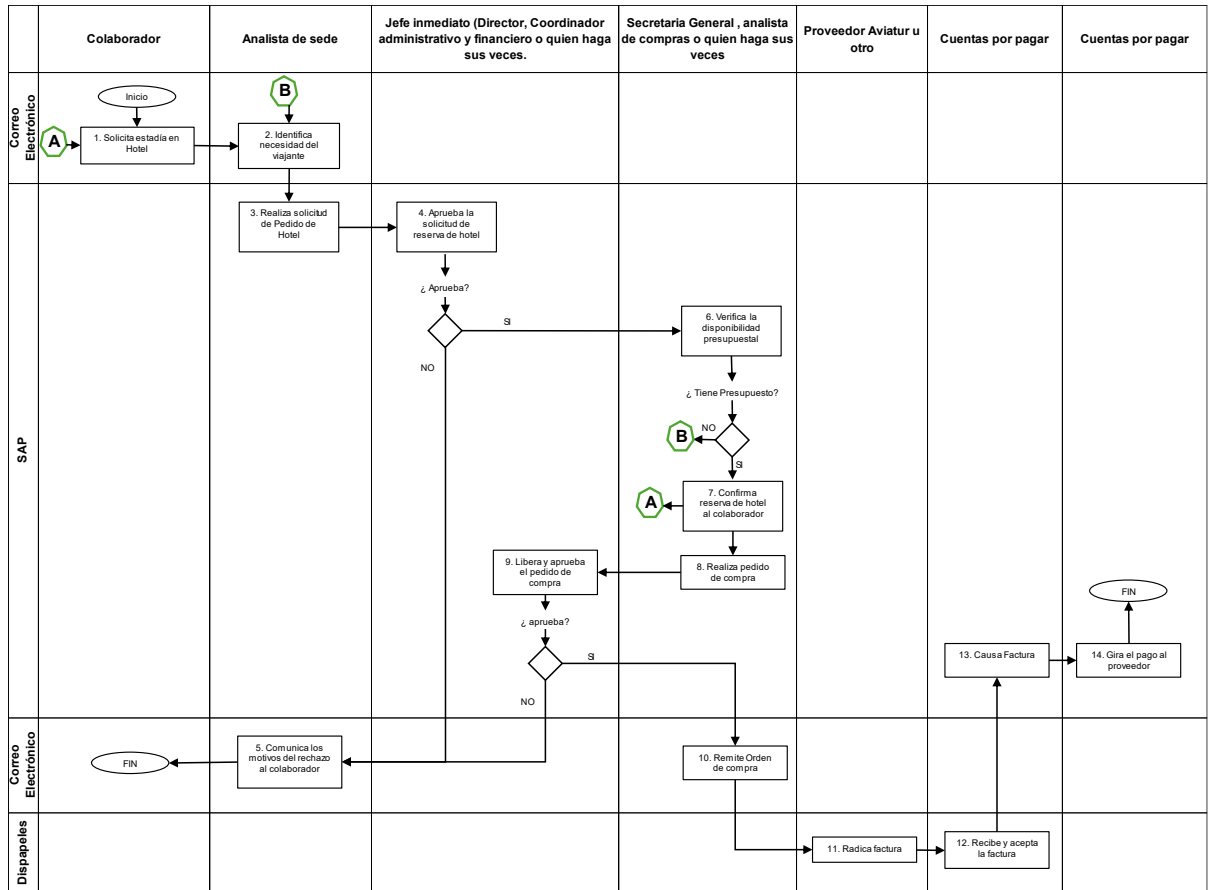 Colaborador
Analista de sede
Jefe inmediato (Director, Coordinador
administrativo y financiero o quien haga
sus veces.
Secretaria General , analista
de compras o quien haga sus
veces
Proveedor Aviatur u
otro
Cuentas por pagar
Cuentas por pagar
Correo
Electrónico
Inicio
B
A
1. Solicita estadía en
Hotel
2. Identifica
necesidad del
viajante
SAP
3. Realiza solicitud
de Pedido de
Hotel
4. Aprueba la
solicitud de
reserva de hotel
¿ Aprueba?
SI
NO
6. Verifica la
disponibilidad
presupuestal
¿ Tiene Presupuesto?
NO
B
SI
7. Confirma
reserva de hotel
al colaborador
A
8. Realiza pedido
de compra
9. Libera y aprueba
el pedido de
compra
¿ aprueba?
SI
NO
FIN
13. Causa Factura
14. Gira el pago al
proveedor
Correo
Electrónico
FIN
5. Comunica los
motivos del rechazo
al colaborador
10. Remite Orden
de compra
Dispapeles
11. Radica factura
12. Recibe y acepta
la factura